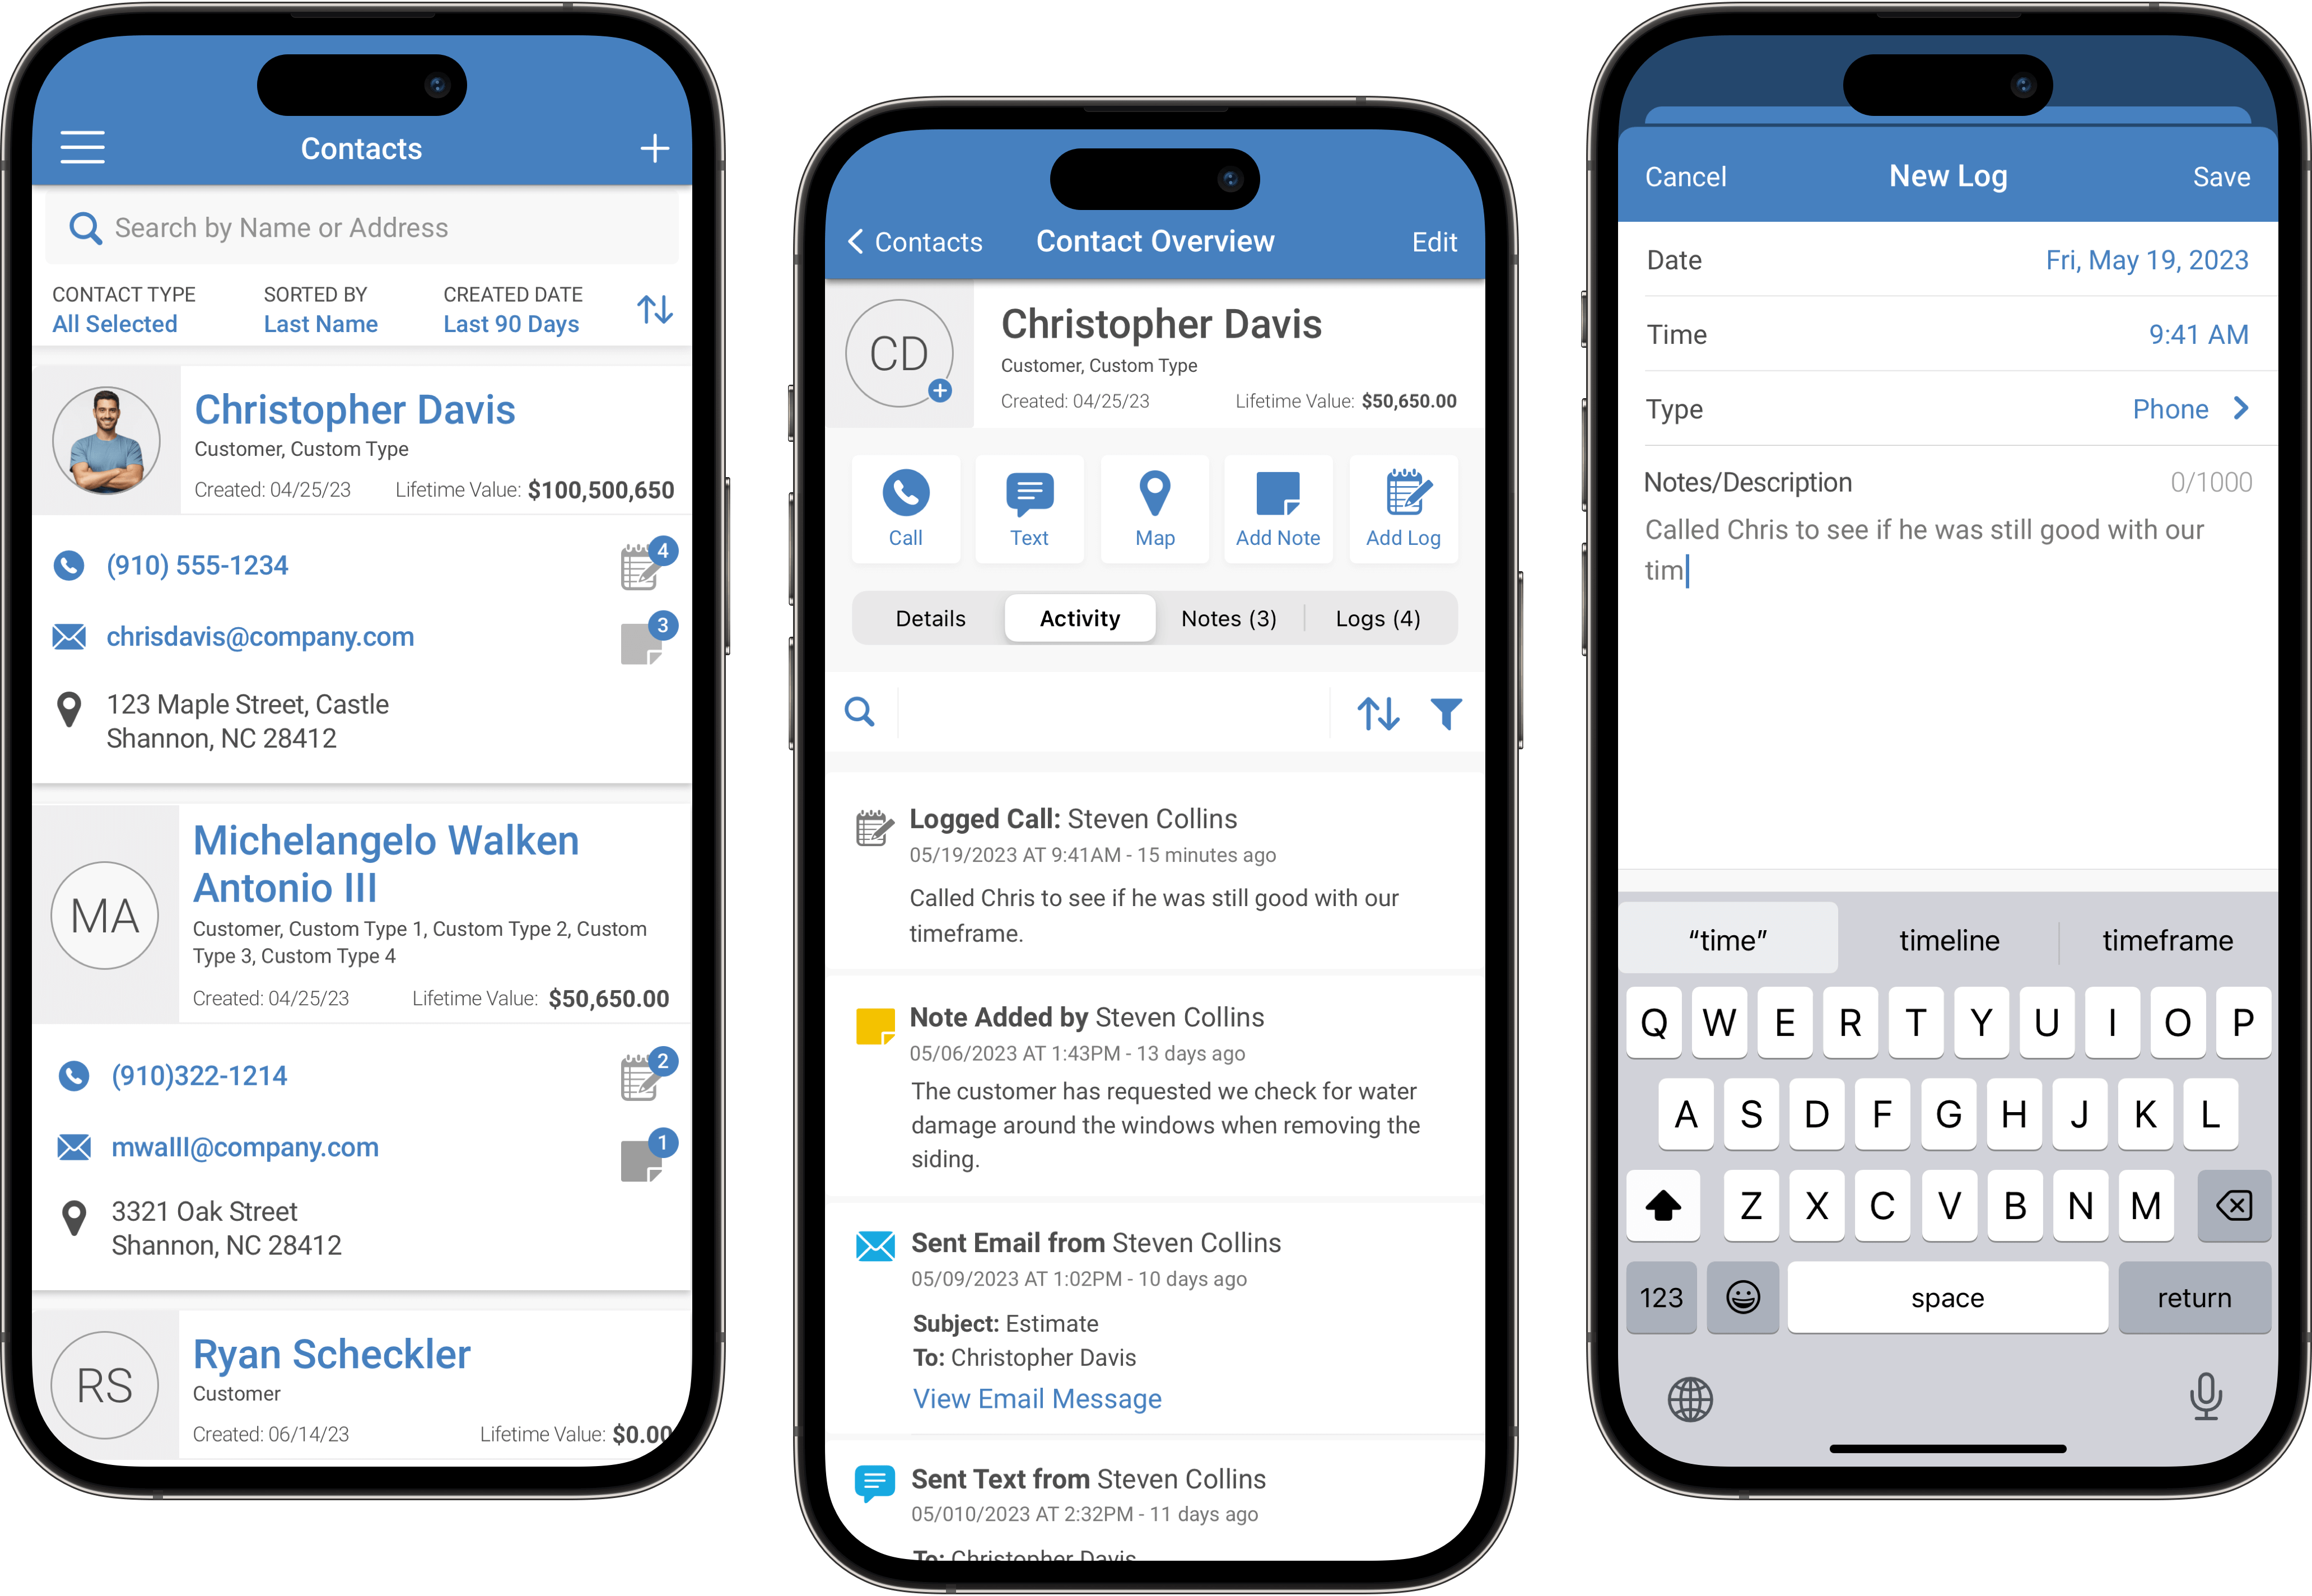 Contacts
Search by Name or Address
CONTACT TYPE SORTED BY CREATED DATE
All Selected Last Name Last 90 Days
Christopher Davis
Customer, Custom Type
Created: 04/25/23 Lifetime Value: $100,500,650
(910) 555-1234
4
chrisdavis@company.com
3
123 Maple Street, Castle
Shannon, NC 28412
MA
Michelangelo Walken
Antonio III
Customer, Custom Type 1, Custom Type 2, Custom
Type 3, Custom Type 4
Created: 04/25/23 Lifetime Value: $50,650.00
(910)322-1214
2
mwalll@company.com
1
3321 Oak Street
Shannon, NC 28412
RS
Ryan Scheckler
Customer
Created: 06/14/23 Lifetime Value: $0.00
Contacts Contact Overview Edit
CD
Christopher Davis
Customer, Custom Type
Created: 04/25/23 Lifetime Value: $50,650.00
Call Text Map Add Note Add Log
Details Activity Notes (3) Logs (4)
Logged Call: Steven Collins
05/19/2023 AT 9:41AM - 15 minutes ago
Called Chris to see if he was still good with our
timeframe.
Note Added by Steven Collins
05/06/2023 AT 1:43PM - 13 days ago
The customer has requested we check for water
damage around the windows when removing the
siding.
Sent Email from Steven Collins
05/09/2023 AT 1:02PM - 10 days ago
Subject: Estimate
To: Christopher Davis
View Email Message
Sent Text from Steven Collins
05/010/2023 AT 2:32PM - 11 days ago
To: Christopher Davis
Cancel New Log Save
Date Fri, May 19, 2023
Time 9:41 AM
Type Phone
Notes/Description 0/1000
Called Chris to see if he was still good with our
tim
“time” timeline timeframe
Q W E R T Y U I O P
A S D F G H J K L
Z X C V B N M
123 space return